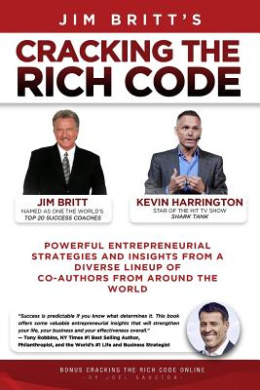 JIM BRITT'S
CRACKING THE
RICH CODE
JIM BRITT
NAMED AS ONE THE WORLD'S
TOP 20 SUCCESS COACHES
KEVIN HARRINGTON
STAR OF THE HIT TV SHOW
SHARK TANK
POWERFUL ENTREPRENEURIAL
STRATEGIES AND INSIGHTS FROM A
DIVERSE LINEUP OF
CO-AUTHORS FROM AROUND THE
WORLD
"Success is predictable if you know what determines it. This book
offers some valuable entrepreneurial insights that will strengthen
your life, your business and your effectiveness overall."
— Tony Robbins, NY Times #1 Best Selling Author,
Philanthropist, and the World's #1 Life and Business Strategist
BONUS CRACKING THE RICH CODE ONLINE